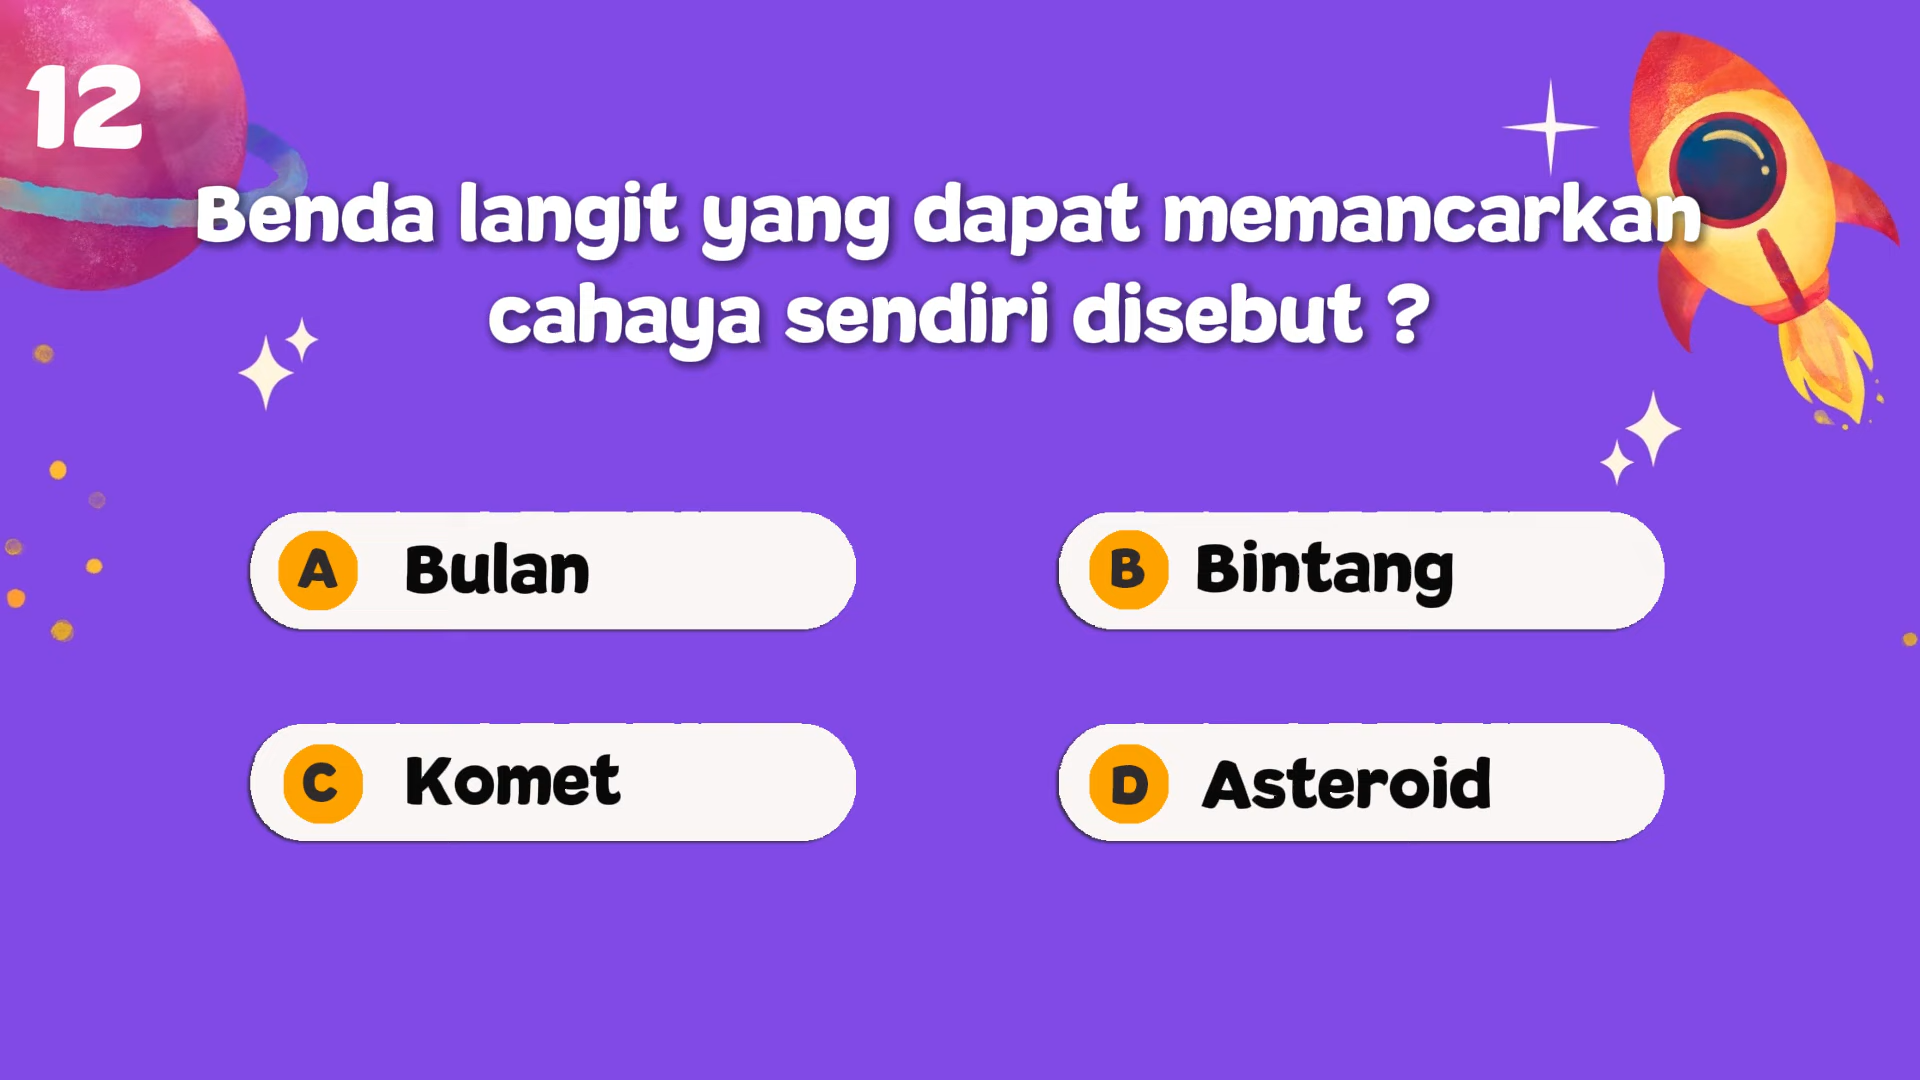 12
Benda langit yang dapat memancarkan
cahaya sendiri disebut ?
A Bulan
B Bintang
C Komet
D Asteroid